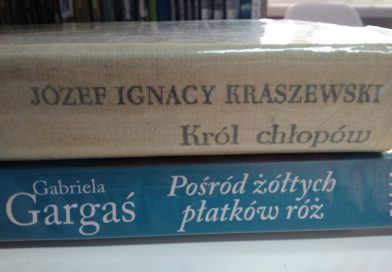 JÓZEF IGNACY KRASZEWSKI
Król chłopów
Gabriela
Gargaś
Pośród żółtych
płatków róż